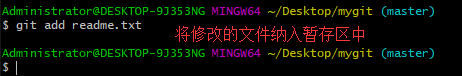 Administrator@DESKTOP-9J353NG MINGW64 ~/Desktop/mygit (master)
$ git add readme.txt
将修改的文件纳入暂存区中
Administrator@DESKTOP-9J353NG MINGW64 ~/Desktop/mygit (master)
$